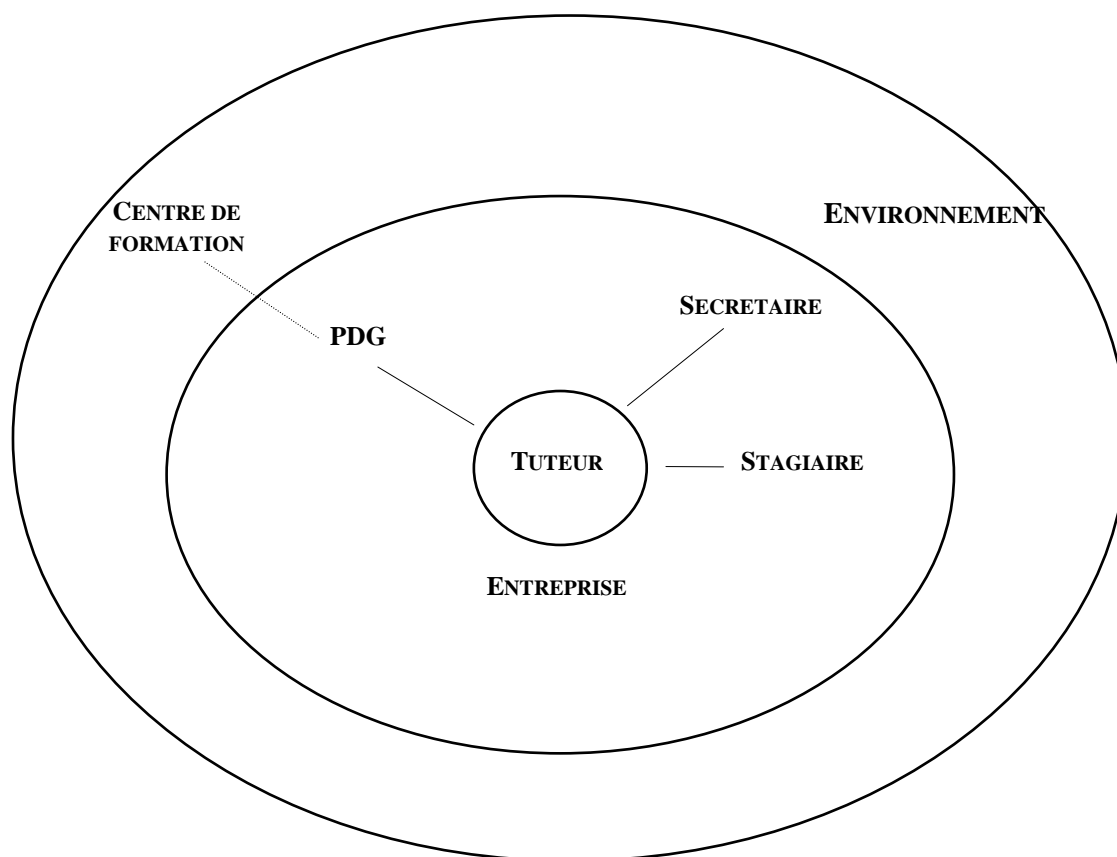 CENTRE DE
FORMATION
ENVIRONNEMENT
SECRETAIRE
PDG
TUTEUR
STAGIAIRE
ENTREPRISE